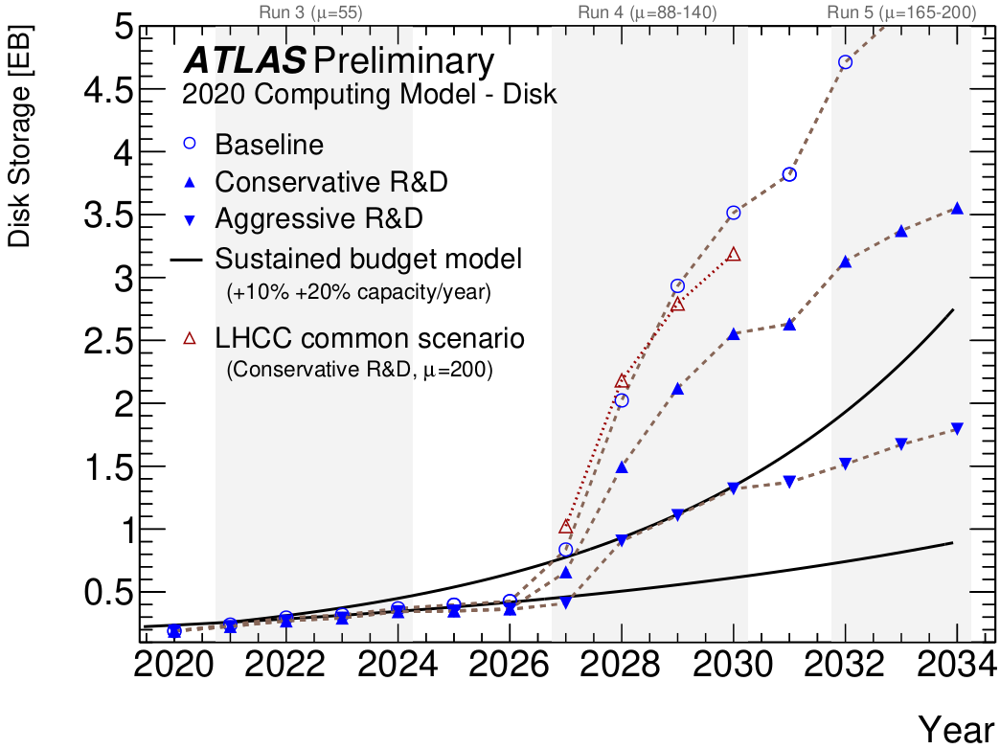 Run 3 (μ=55)
Run 4 (μ=88-140)
Run 5 (μ=165-200)
Disk Storage [EB]
ATLAS Preliminary
2020 Computing Model - Disk
Baseline
Conservative R&D
Aggressive R&D
Sustained budget model
(+10% +20% capacity/year)
LHCC common scenario
(Conservative R&D, μ=200)
5
4.5
4
3.5
3
2.5
2
1.5
1
0.5
2020 2022 2024 2026 2028 2030 2032 2034
Year